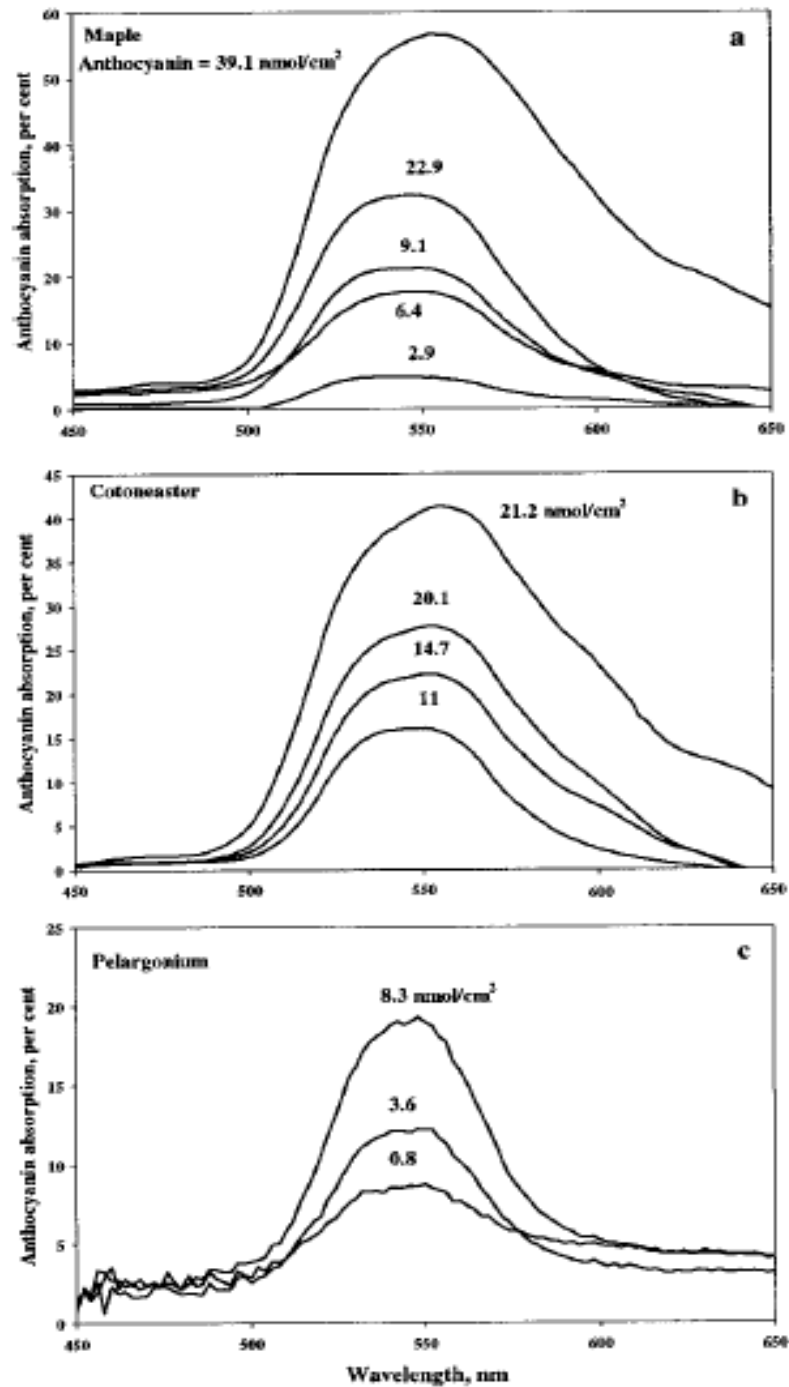 60
Maple
a
Anthocyanin = 39.1 nmol/cm²
50
40
22.9
30
9.1
20
6.4
10
2.9
0
450 500 550 600 650
Anthocyanin absorption, per cent
45
Cotoneaster
b
21.2 nmol/cm²
40
35
20.1
30
14.7
25
11
20
15
10
5
0
450 500 550 600 650
Anthocyanin absorption, per cent
25
Pelargonium
c
8.3 nmol/cm²
20
3.6
15
0.8
10
5
0
450 500 550 600 650
Anthocyanin absorption, per cent
Wavelength, nm